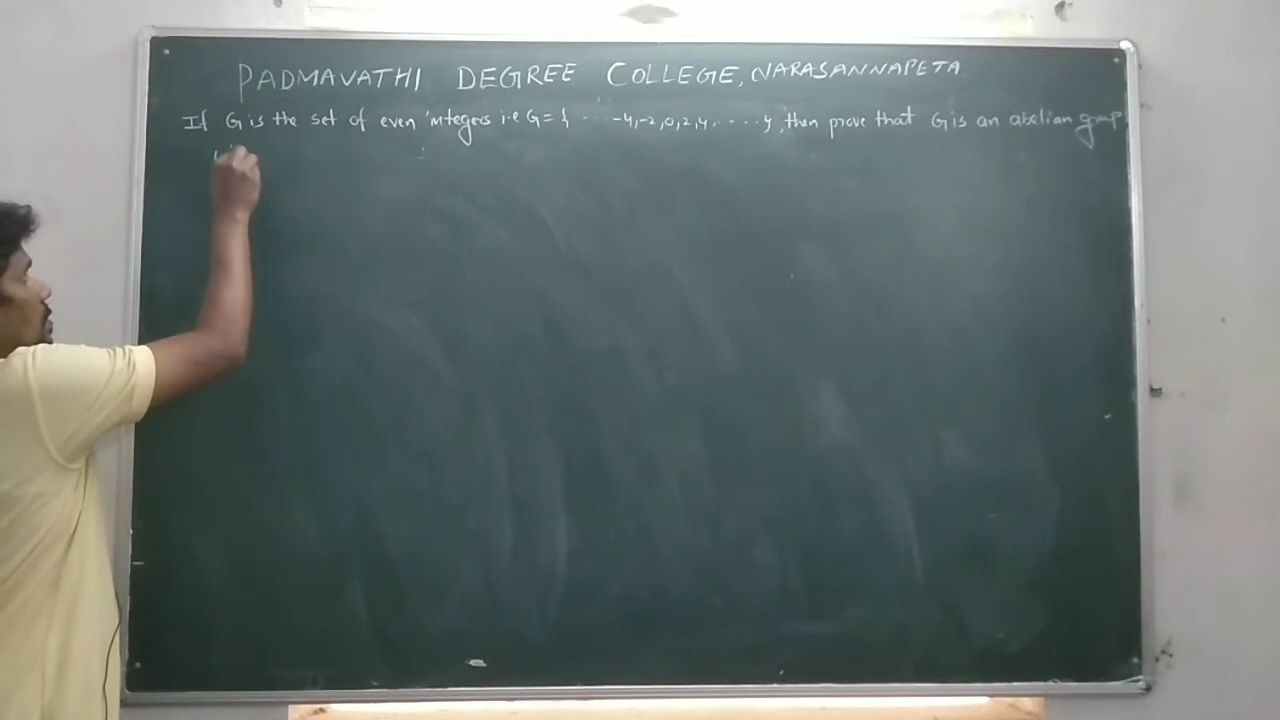 PADMAVATHI DEGREE COLLEGE, NARASANNAPETA
If G is the set of even integers i.e G = { ... -4,-2,0,2,4,.....}, then prove that G is an abelian group